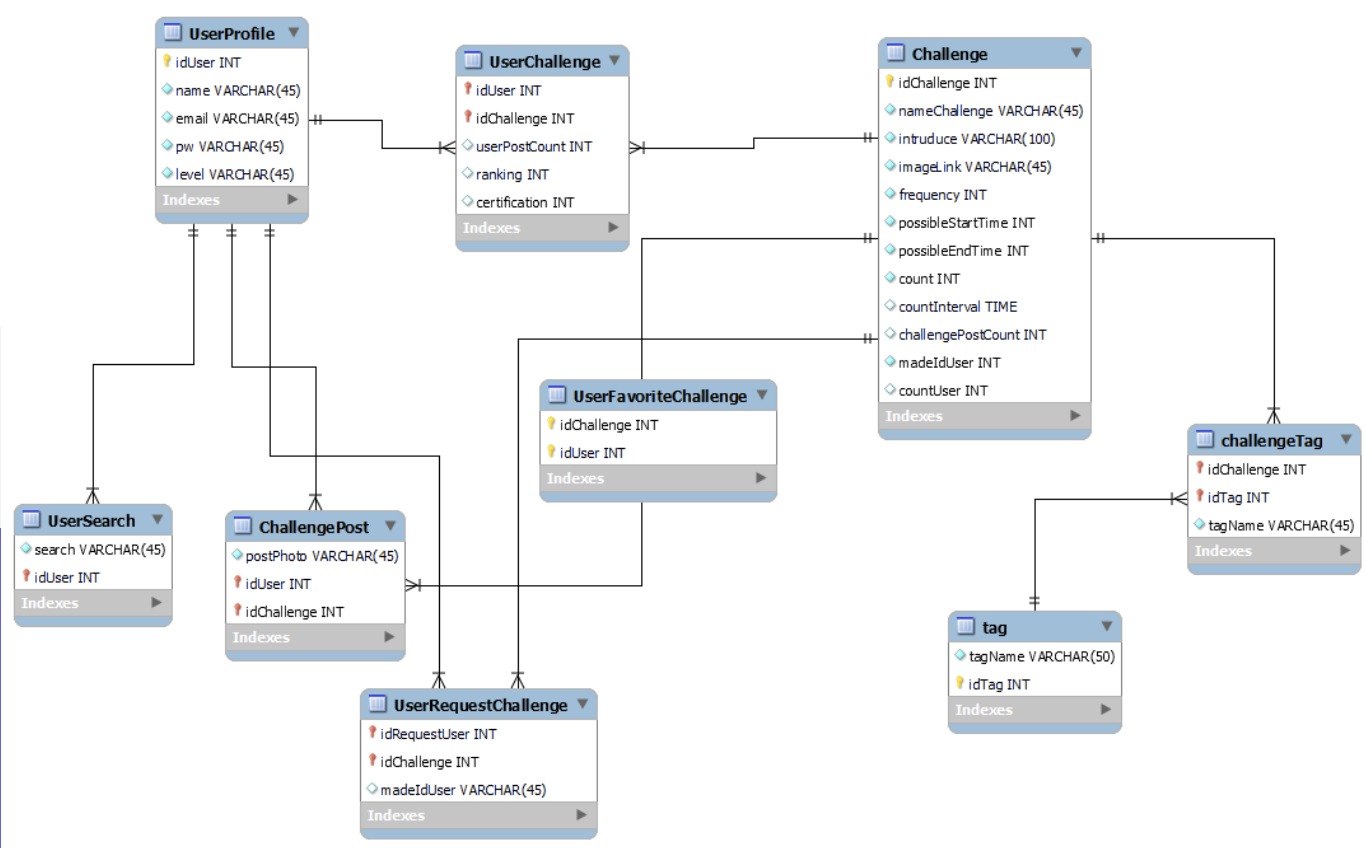 UserProfile
idUser INT
name VARCHAR(45)
email VARCHAR(45)
pw VARCHAR(45)
level VARCHAR(45)
Indexes
UserChallenge
idUser INT
idChallenge INT
userPostCount INT
ranking INT
certification INT
Indexes
Challenge
idChallenge INT
nameChallenge VARCHAR(45)
intruduce VARCHAR(100)
imageLink VARCHAR(45)
frequency INT
possibleStartTime INT
possibleEndTime INT
count INT
countInterval TIME
challengePostCount INT
madeIdUser INT
countUser INT
Indexes
UserFavoriteChallenge
idChallenge INT
idUser INT
Indexes
challengeTag
idChallenge INT
idTag INT
tagName VARCHAR(45)
Indexes
UserSearch
search VARCHAR(45)
idUser INT
Indexes
ChallengePost
postPhoto VARCHAR(45)
idUser INT
idChallenge INT
Indexes
tag
tagName VARCHAR(50)
idTag INT
Indexes
UserRequestChallenge
idRequestUser INT
idChallenge INT
madeIdUser VARCHAR(45)
Indexes